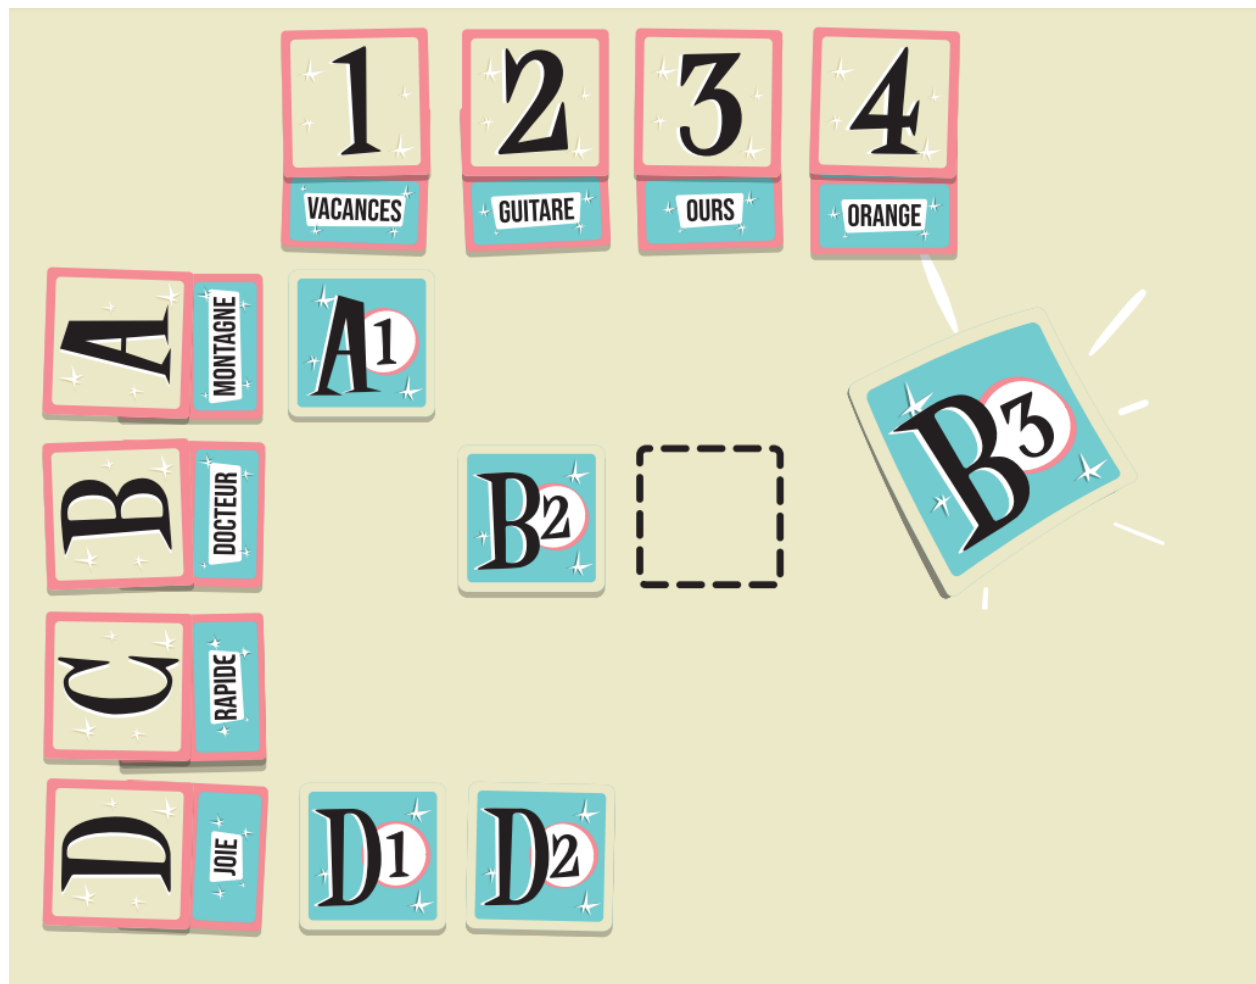 1 2 3 4
VACANCES GUITARE OURS ORANGE
A MONTAGNE A1
B DOCTEUR B2 B3
C RAPIDE
D JOIE D1 D2